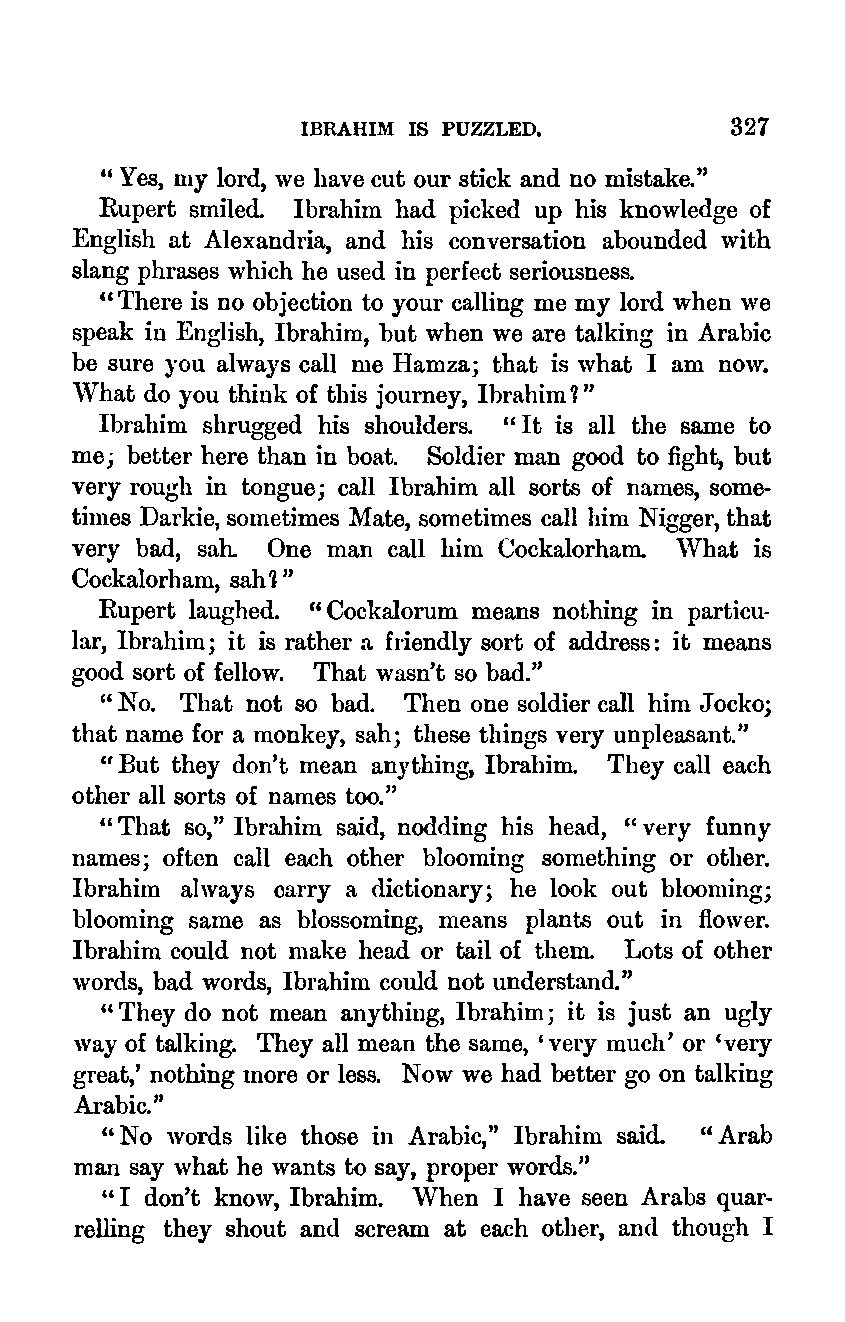 IBRAHIM IS PUZZLED. 327
“Yes, my lord, we have cut our stick and no mistake.”
Rupert smiled. Ibrahim had picked up his knowledge of
English at Alexandria, and his conversation abounded with
slang phrases which he used in perfect seriousness.
“There is no objection to your calling me my lord when we
speak in English, Ibrahim, but when we are talking in Arabic
be sure you always call me Hamza; that is what I am now.
What do you think of this journey, Ibrahim?”
Ibrahim shrugged his shoulders. “It is all the same to
me; better here than in boat. Soldier man good to fight, but
very rough in tongue; call Ibrahim all sorts of names, some-
times Darkie, sometimes Mate, sometimes call him Nigger, that
very bad, sah. One man call him Cockalorham. What is
Cockalorham, sah?”
Rupert laughed. “Cockalorum means nothing in particu-
lar, Ibrahim; it is rather a friendly sort of address: it means
good sort of fellow. That wasn’t so bad.”
“No. That not so bad. Then one soldier call him Jocko;
that name for a monkey, sah; these things very unpleasant.”
“But they don’t mean anything, Ibrahim. They call each
other all sorts of names too.”
“That so,” Ibrahim said, nodding his head, “very funny
names; often call each other blooming something or other.
Ibrahim always carry a dictionary; he look out blooming;
blooming same as blossoming, means plants out in flower.
Ibrahim could not make head or tail of them. Lots of other
words, bad words, Ibrahim could not understand.”
“They do not mean anything, Ibrahim; it is just an ugly
way of talking. They all mean the same, ‘very much’ or ‘very
great,’ nothing more or less. Now we had better go on talking
Arabic.”
“No words like those in Arabic,” Ibrahim said. “Arab
man say what he wants to say, proper words.”
“I don’t know, Ibrahim. When I have seen Arabs quar-
relling they shout and scream at each other, and though I